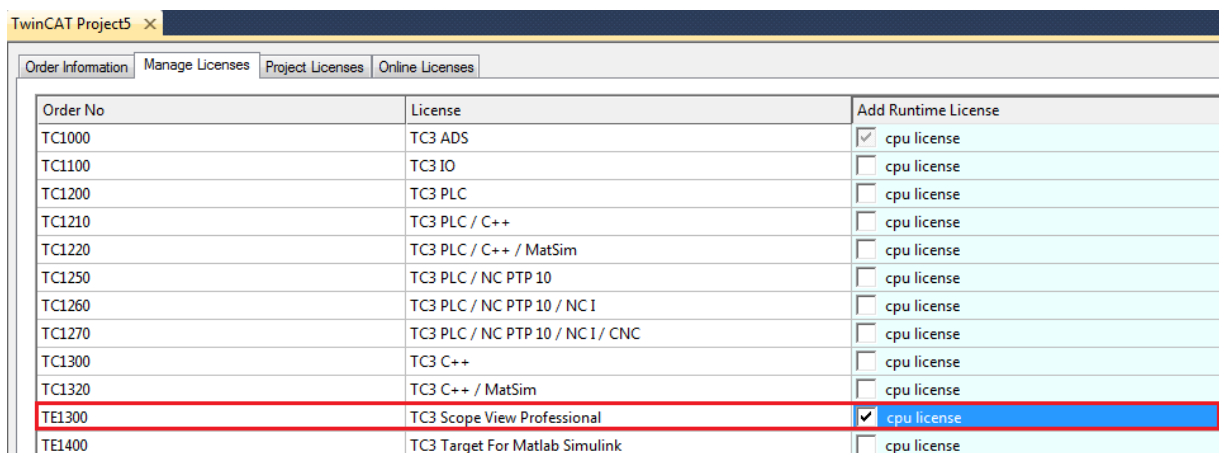 TwinCAT Project5
Order Information Manage Licenses Project Licenses Online Licenses
Order No License Add Runtime License
TC1000 TC3 ADS cpu license
TC1100 TC3 IO cpu license
TC1200 TC3 PLC cpu license
TC1210 TC3 PLC / C++ cpu license
TC1220 TC3 PLC / C++ / MatSim cpu license
TC1250 TC3 PLC / NC PTP 10 cpu license
TC1260 TC3 PLC / NC PTP 10 / NC I cpu license
TC1270 TC3 PLC / NC PTP 10 / NC I / CNC cpu license
TC1300 TC3 C++ cpu license
TC1320 TC3 C++ / MatSim cpu license
TE1300 TC3 Scope View Professional cpu license
TE1400 TC3 Target For Matlab Simulink cpu license